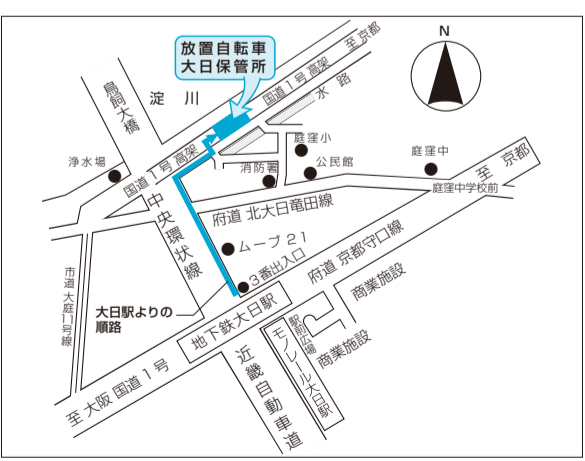 放置自転車
大日保管所
至京都
N
鳥飼大橋
淀川
国道1号高架
水路
浄水場
国道1号高架
庭窪小
公民館
消防署
庭窪中
至 京都
庭窪中学校前
府道 北大日竜田線
中央環状線
ムーブ21
3番出入口
府道 京都守口線
市道 大庭11号線
大日駅よりの
順路
地下鉄大日駅
商業施設
駅前広場
商業施設
モノレール大日駅
近畿自動車道
至 大阪 国道1号